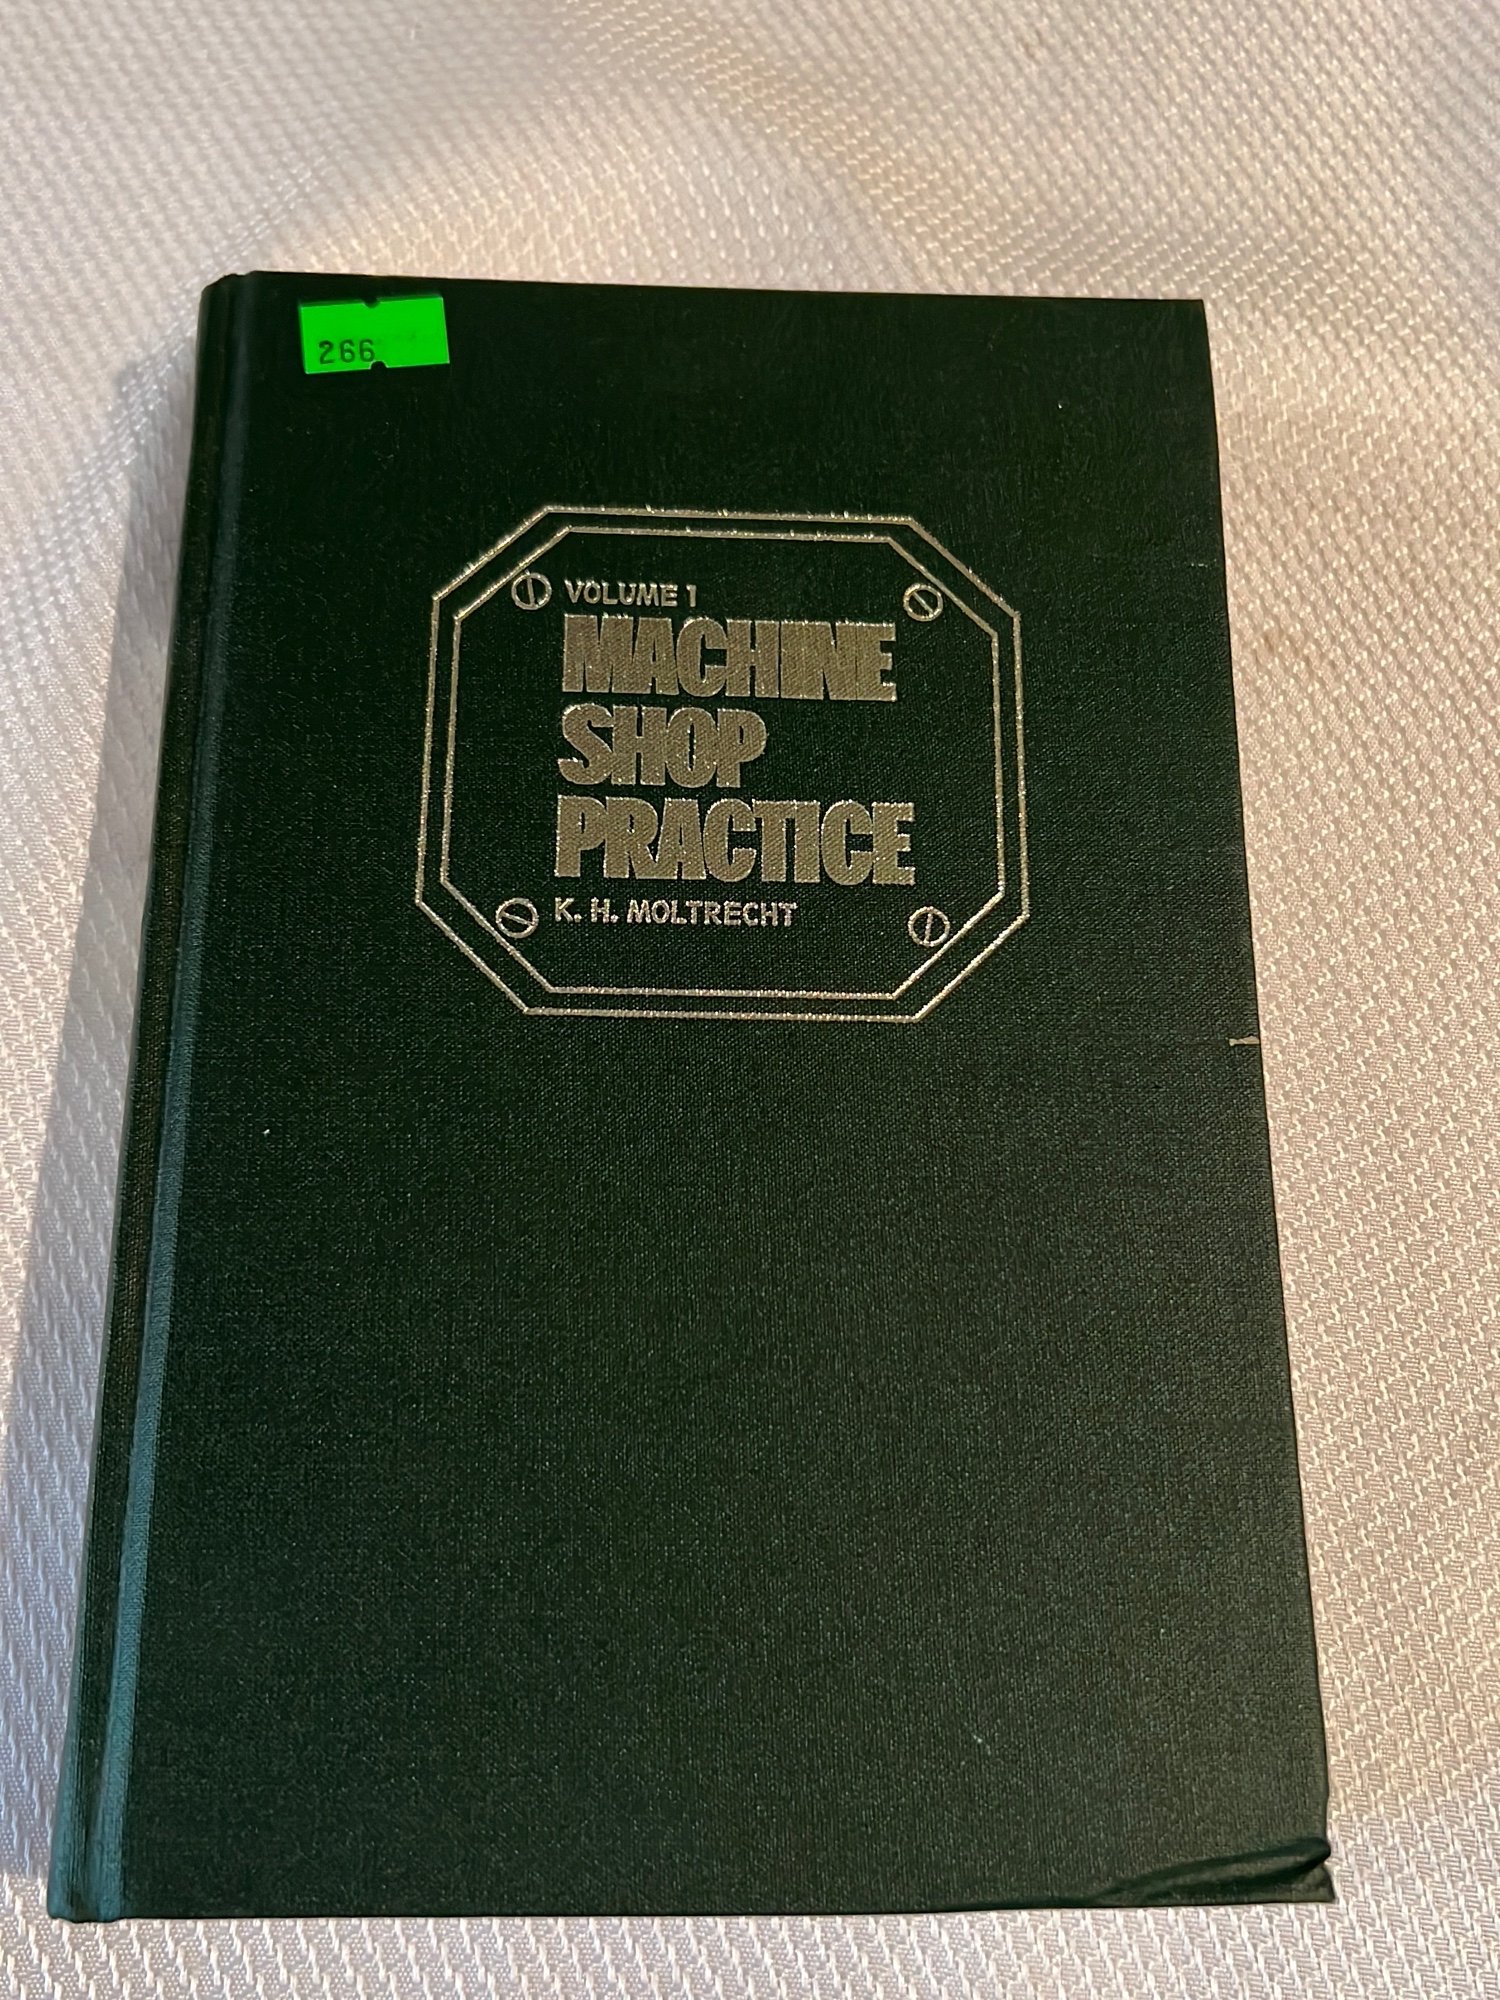 266
VOLUME 1
MACHINE
SHOP
PRACTICE
K. H. MOLTRECHT